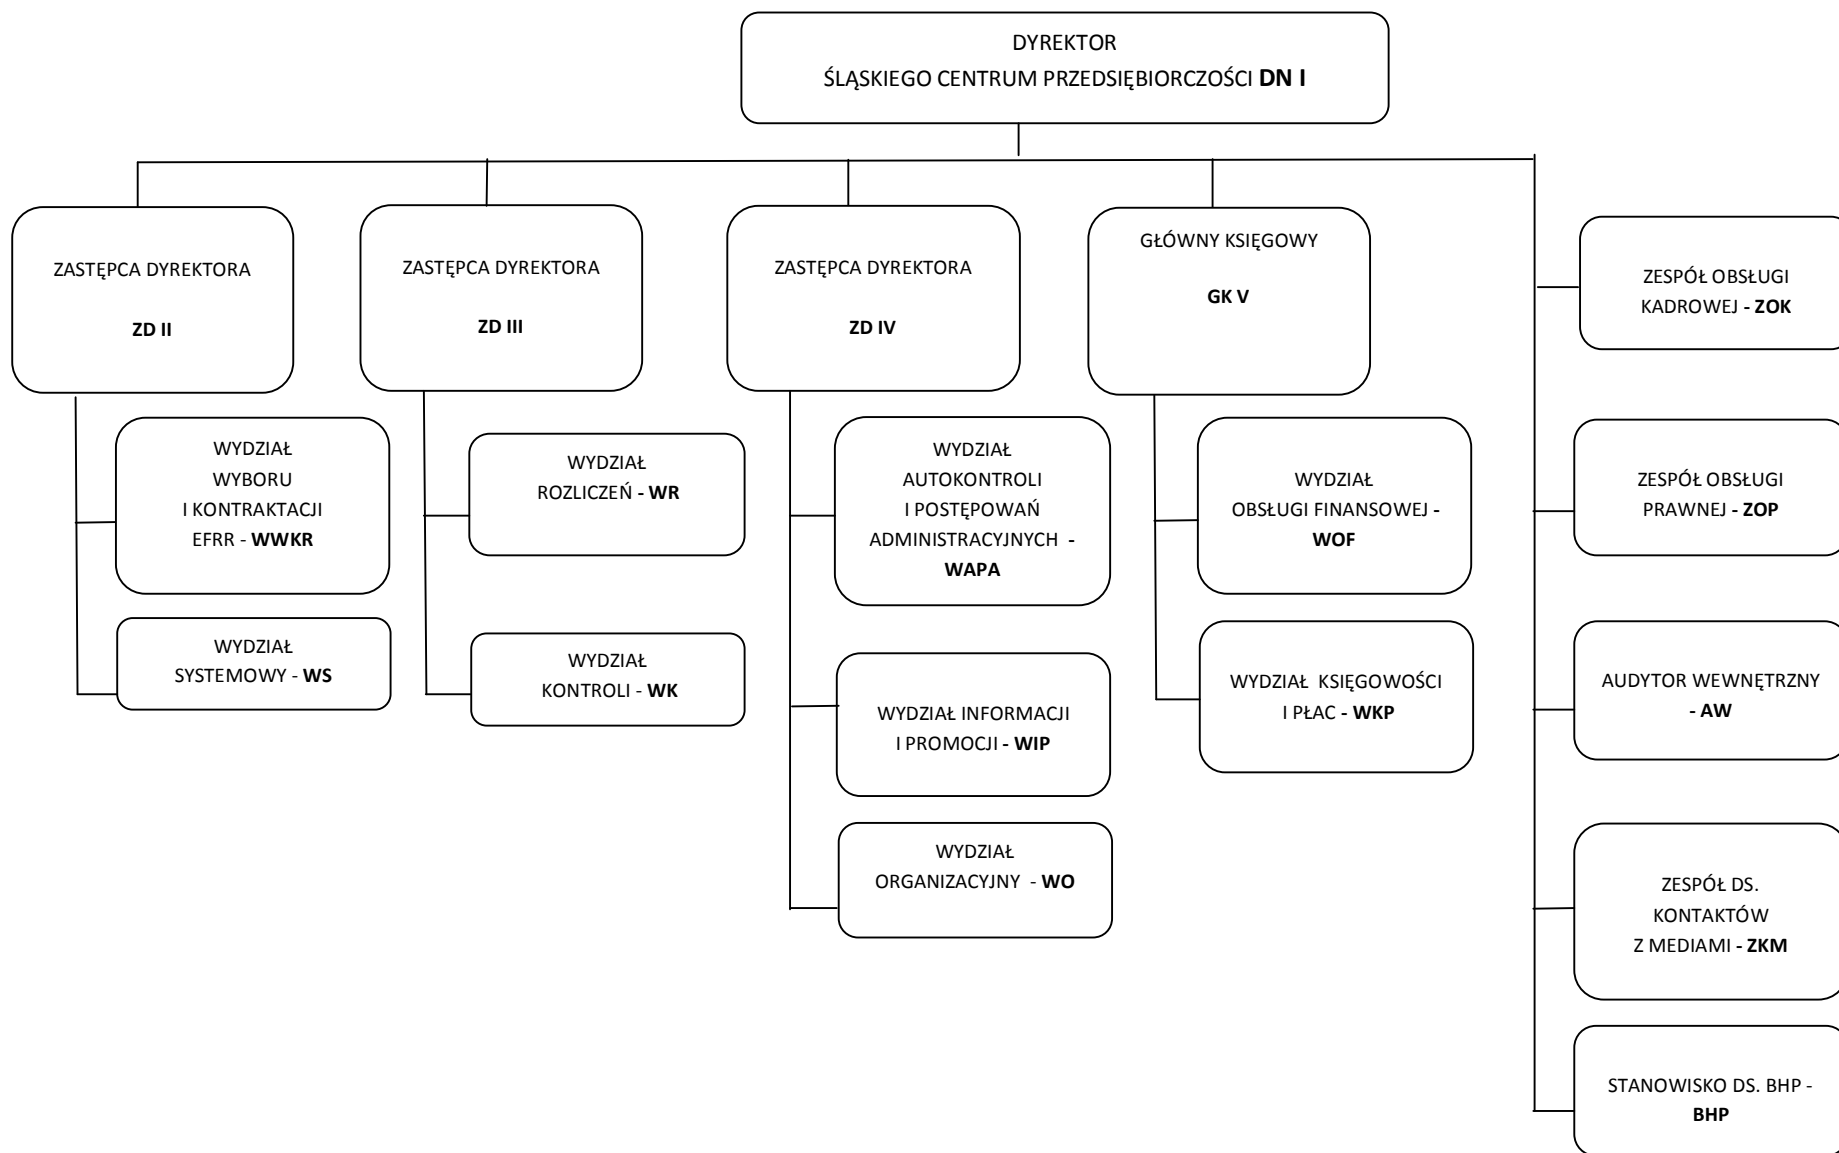 DYREKTOR
ŚLĄSKIEGO CENTRUM PRZEDSIĘBIORCZOŚCI DN I
ZASTĘPCA DYREKTORA
ZD II
WYDZIAŁ
WYBORU
I KONTRAKTACJI
EFRR - WWKR
WYDZIAŁ
SYSTEMOWY - WS
ZASTĘPCA DYREKTORA
ZD III
WYDZIAŁ
ROZLICZEŃ - WR
WYDZIAŁ
KONTROLI - WK
ZASTĘPCA DYREKTORA
ZD IV
WYDZIAŁ
AUTOKONTROLI
I POSTĘPOWAŃ
ADMINISTRACYJNYCH -
WAPA
WYDZIAŁ INFORMACJI
I PROMOCJI - WIP
WYDZIAŁ
ORGANIZACYJNY - WO
GŁÓWNY KSIĘGOWY
GK V
WYDZIAŁ
OBSŁUGI FINANSOWEJ -
WOF
WYDZIAŁ KSIĘGOWOŚCI
I PŁAC - WKP
ZESPÓŁ OBSŁUGI
KADROWEJ - ZOK
ZESPÓŁ OBSŁUGI
PRAWNEJ - ZOP
AUDYTOR WEWNĘTRZNY
- AW
ZESPÓŁ DS.
KONTAKTÓW
Z MEDIAMI - ZKM
STANOWISKO DS. BHP -
BHP